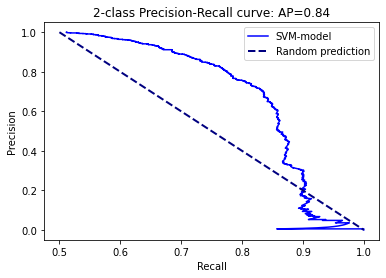 2-class Precision-Recall curve: AP=0.84
SVM-model
Random prediction
Precision
1.0
0.8
0.6
0.4
0.2
0.0
0.5 0.6 0.7 0.8 0.9 1.0
Recall